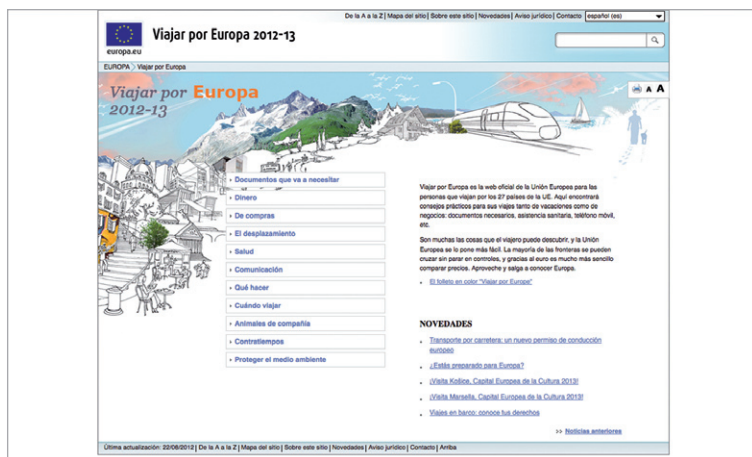 De la A a la Z | Mapa del sitio | Sobre este sitio | Novedades | Aviso jurídico | Contacto español (es)
europa.eu
Viajar por Europa 2012-13
EUROPA > Viajar por Europa
Viajar por Europa
2012-13
A A
Documentos que va a necesitar
Dinero
De compras
El desplazamiento
Salud
Comunicación
Qué hacer
Cuándo viajar
Animales de compañía
Contratiempos
Proteger el medio ambiente
Viajar por Europa es la web oficial de la Unión Europea para las
personas que viajan por los 27 países de la UE. Aquí encontrará
consejos prácticos para sus viajes tanto de vacaciones como de
negocios: documentos necesarios, asistencia sanitaria, teléfono móvil,
etc.
Son muchas las cosas que el viajero puede descubrir, y la Unión
Europea se lo pone más fácil. La mayoría de las fronteras se pueden
cruzar sin parar en controles, y gracias al euro es mucho más sencillo
comparar precios. Aproveche y salga a conocer Europa.
El folleto en color "Viajar por Europa"
NOVEDADES
Transporte por carretera: un nuevo permiso de conducción
europeo
¿Estás preparado para Europa?
¡Visita Košice, Capital Europea de la Cultura 2013!
¡Visita Marsella, Capital Europea de la Cultura 2013!
Viajes en barco: conoce tus derechos
>> Noticias anteriores
Última actualización: 22/06/2012 | De la A a la Z | Mapa del sitio | Sobre este sitio | Novedades | Aviso jurídico | Contacto | Arriba